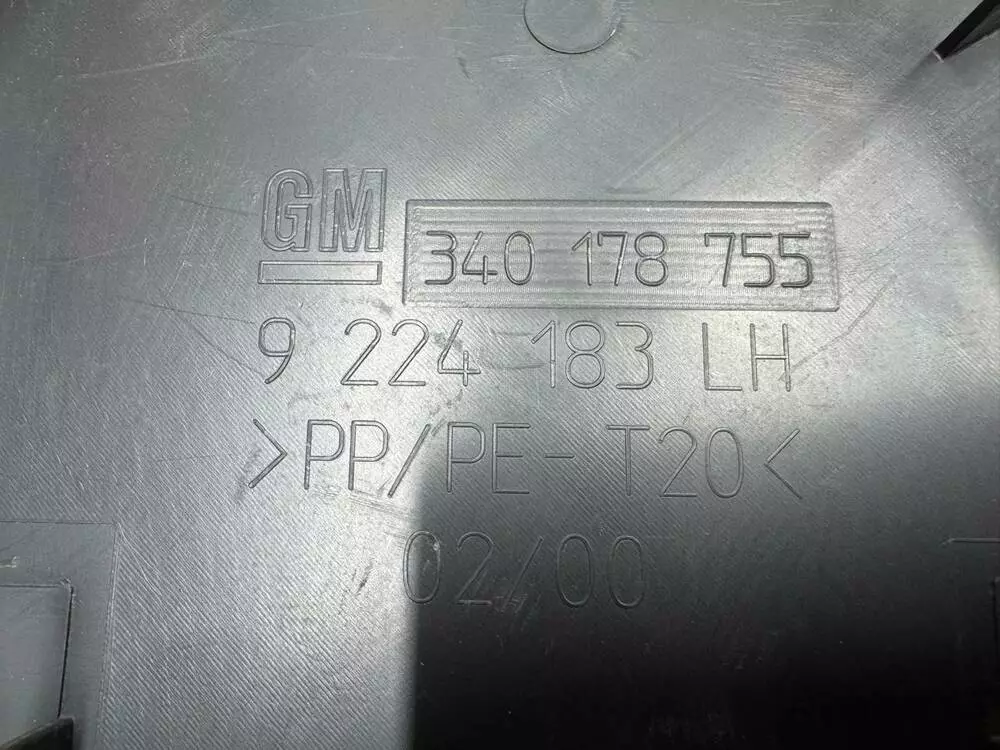 GM 340 178 755
9 224 183 LH
>PP/PE-T20<
02/00